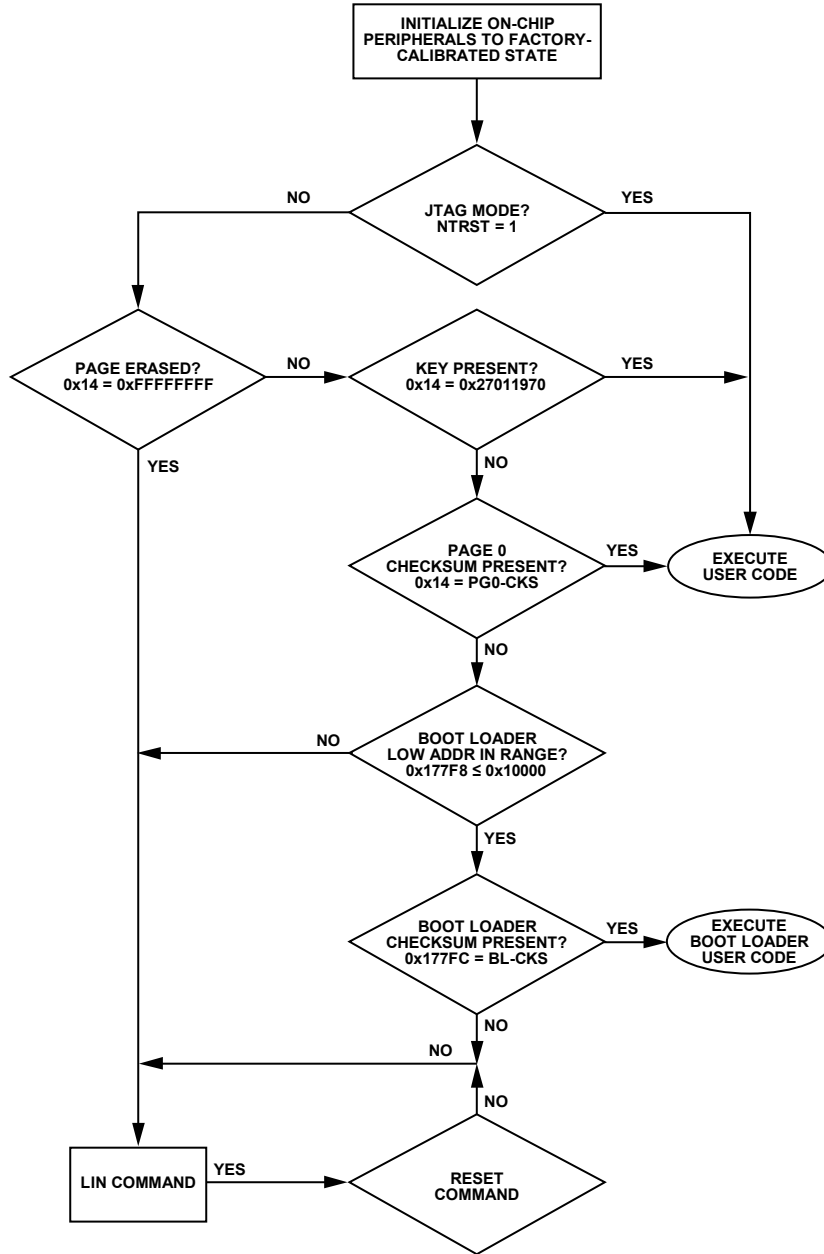 INITIALIZE ON-CHIP
PERIPHERALS TO FACTORY-
CALIBRATED STATE
NO
JTAG MODE?
NTRST = 1
YES
PAGE ERASED?
0x14 = 0xFFFFFFFF
NO
KEY PRESENT?
0x14 = 0x27011970
YES
YES
NO
PAGE 0
CHECKSUM PRESENT?
0x14 = PG0-CKS
YES
EXECUTE
USER CODE
NO
NO
BOOT LOADER
LOW ADDR IN RANGE?
0x177F8 ≤ 0x10000
YES
BOOT LOADER
CHECKSUM PRESENT?
0x177FC = BL-CKS
YES
EXECUTE
BOOT LOADER
USER CODE
NO
NO
NO
LIN COMMAND
YES
RESET
COMMAND